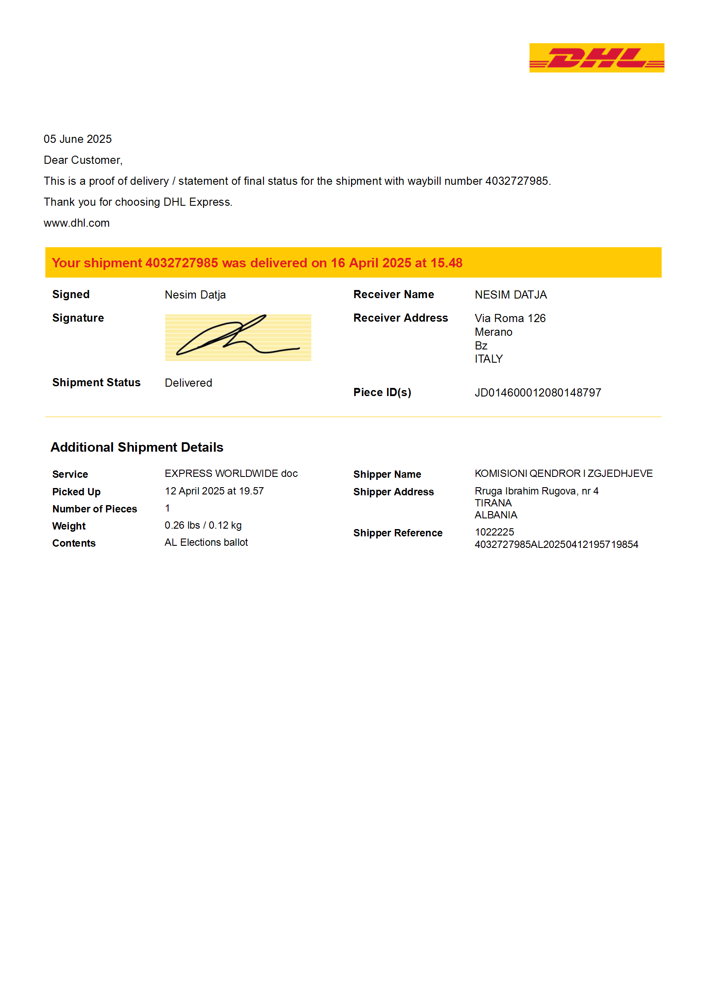 DHL
05 June 2025
Dear Customer,
This is a proof of delivery / statement of final status for the shipment with waybill number 4032727985.
Thank you for choosing DHL Express.
www.dhl.com
Your shipment 4032727985 was delivered on 16 April 2025 at 15.48
Signed Nesim Datja
Receiver Name NESIM DATJA
Signature
Receiver Address Via Roma 126
Merano
Bz
ITALY
Shipment Status Delivered
Piece ID(s) JD014600012080148797
Additional Shipment Details
Service EXPRESS WORLDWIDE doc
Picked Up 12 April 2025 at 19.57
Number of Pieces 1
Weight 0.26 lbs / 0.12 kg
Contents AL Elections ballot
Shipper Name KOMISIONI QENDROR I ZGJEDHJEVE
Shipper Address Rruga Ibrahim Rugova, nr 4
TIRANA
ALBANIA
Shipper Reference 1022225
4032727985AL20250412195719854